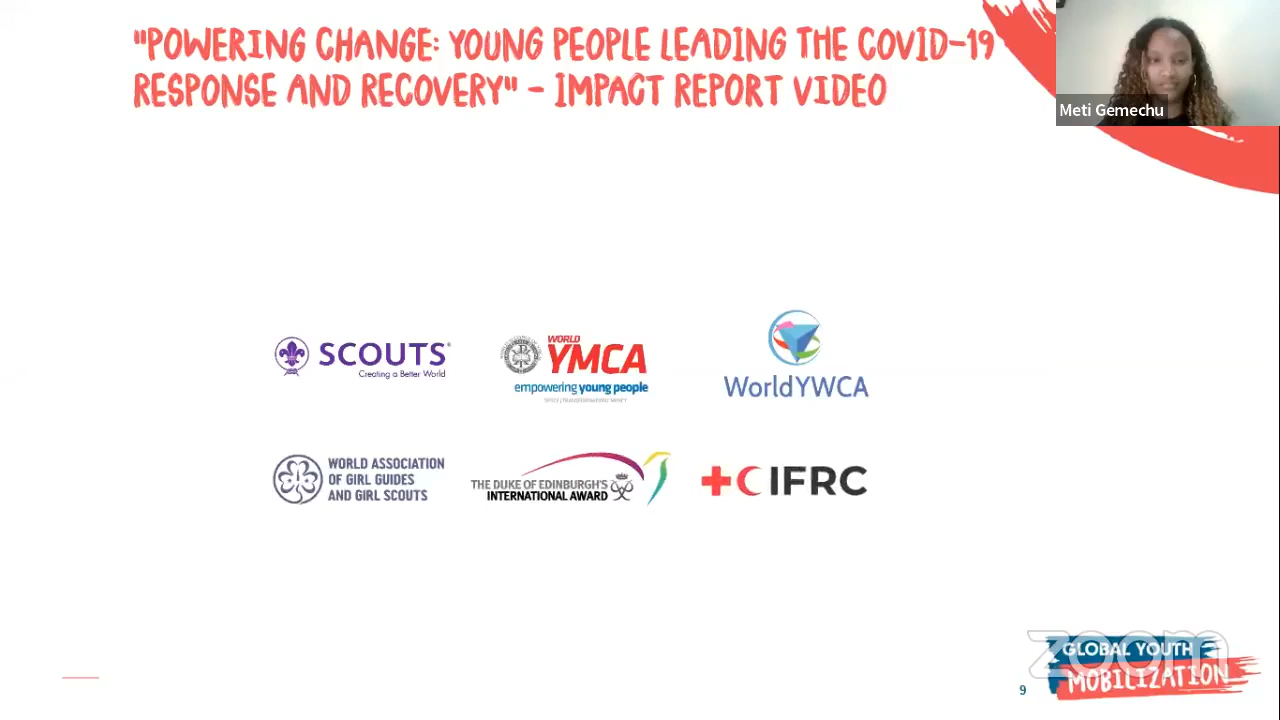 "POWERING CHANGE: YOUNG PEOPLE LEADING THE COVID-19
RESPONSE AND RECOVERY" - IMPACT REPORT VIDEO
Meti Gemechu
SCOUTS®
Creating a Better World
WORLD
YMCA
empowering young people
WorldYWCA
WORLD ASSOCIATION
OF GIRL GUIDES
AND GIRL SCOUTS
THE DUKE OF EDINBURGH'S
INTERNATIONAL AWARD
IFRC
zoom
GLOBAL YOUTH
MOBILIZATION
9